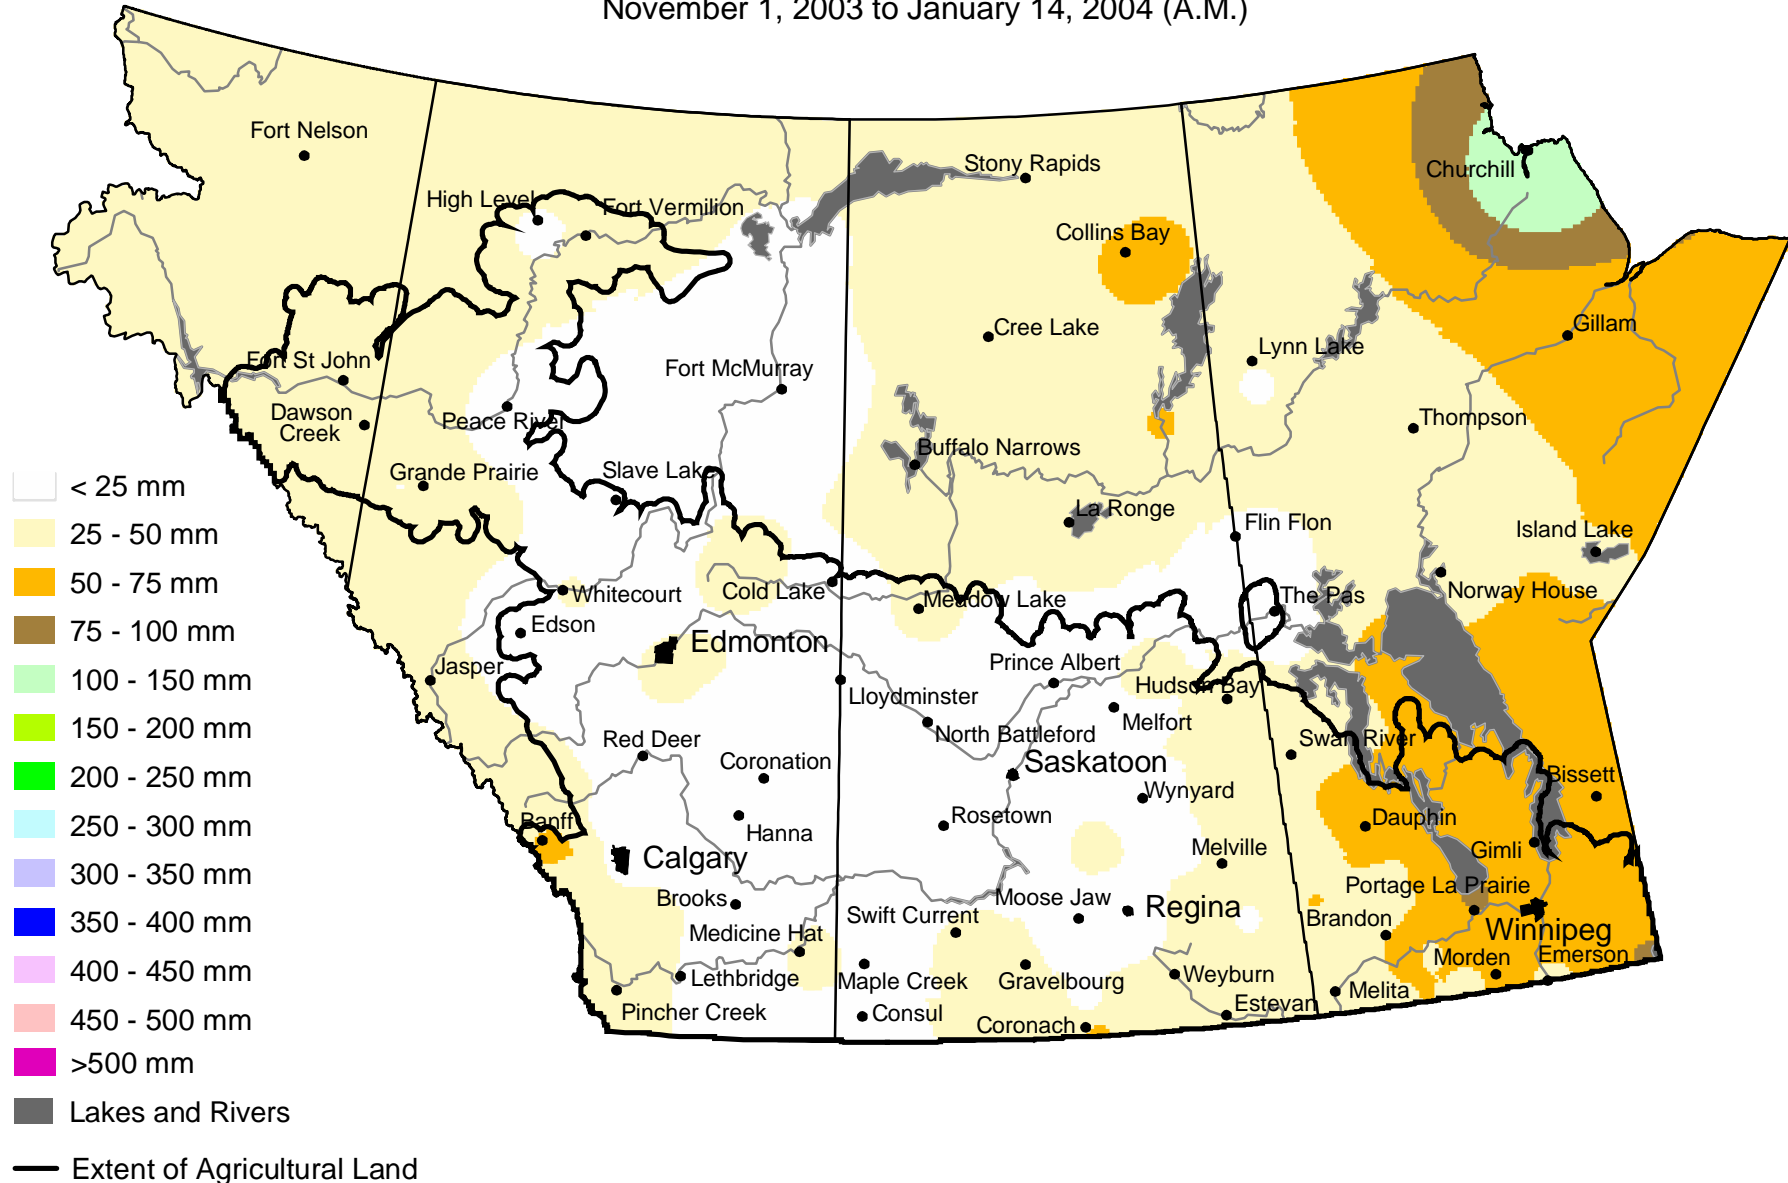 November 1, 2003 to January 14, 2004 (A.M.)
Fort Nelson
Stony Rapids
Churchill
High Level
Fort Vermilion
Collins Bay
Cree Lake
Gillam
Lynn Lake
Fort St John
Fort McMurray
Dawson
Creek
Peace River
Thompson
Buffalo Narrows
Grande Prairie
Slave Lake
La Ronge
Flin Flon
Island Lake
Whitecourt
Cold Lake
Meadow Lake
The Pas
Norway House
Edson
Edmonton
Jasper
Prince Albert
Hudson Bay
Lloydminster
Melfort
North Battleford
Red Deer
Swan River
Coronation
Saskatoon
Bissett
Wynyard
Banff
Hanna
Rosetown
Dauphin
Calgary
Melville
Gimli
Portage La Prairie
Brooks
Swift Current
Moose Jaw
Regina
Brandon
Medicine Hat
Winnipeg
Lethbridge
Maple Creek
Gravelbourg
Weyburn
Morden
Emerson
Pincher Creek
Consul
Coronach
Estevan
Melita
< 25 mm
25 - 50 mm
50 - 75 mm
75 - 100 mm
100 - 150 mm
150 - 200 mm
200 - 250 mm
250 - 300 mm
300 - 350 mm
350 - 400 mm
400 - 450 mm
450 - 500 mm
>500 mm
Lakes and Rivers
Extent of Agricultural Land